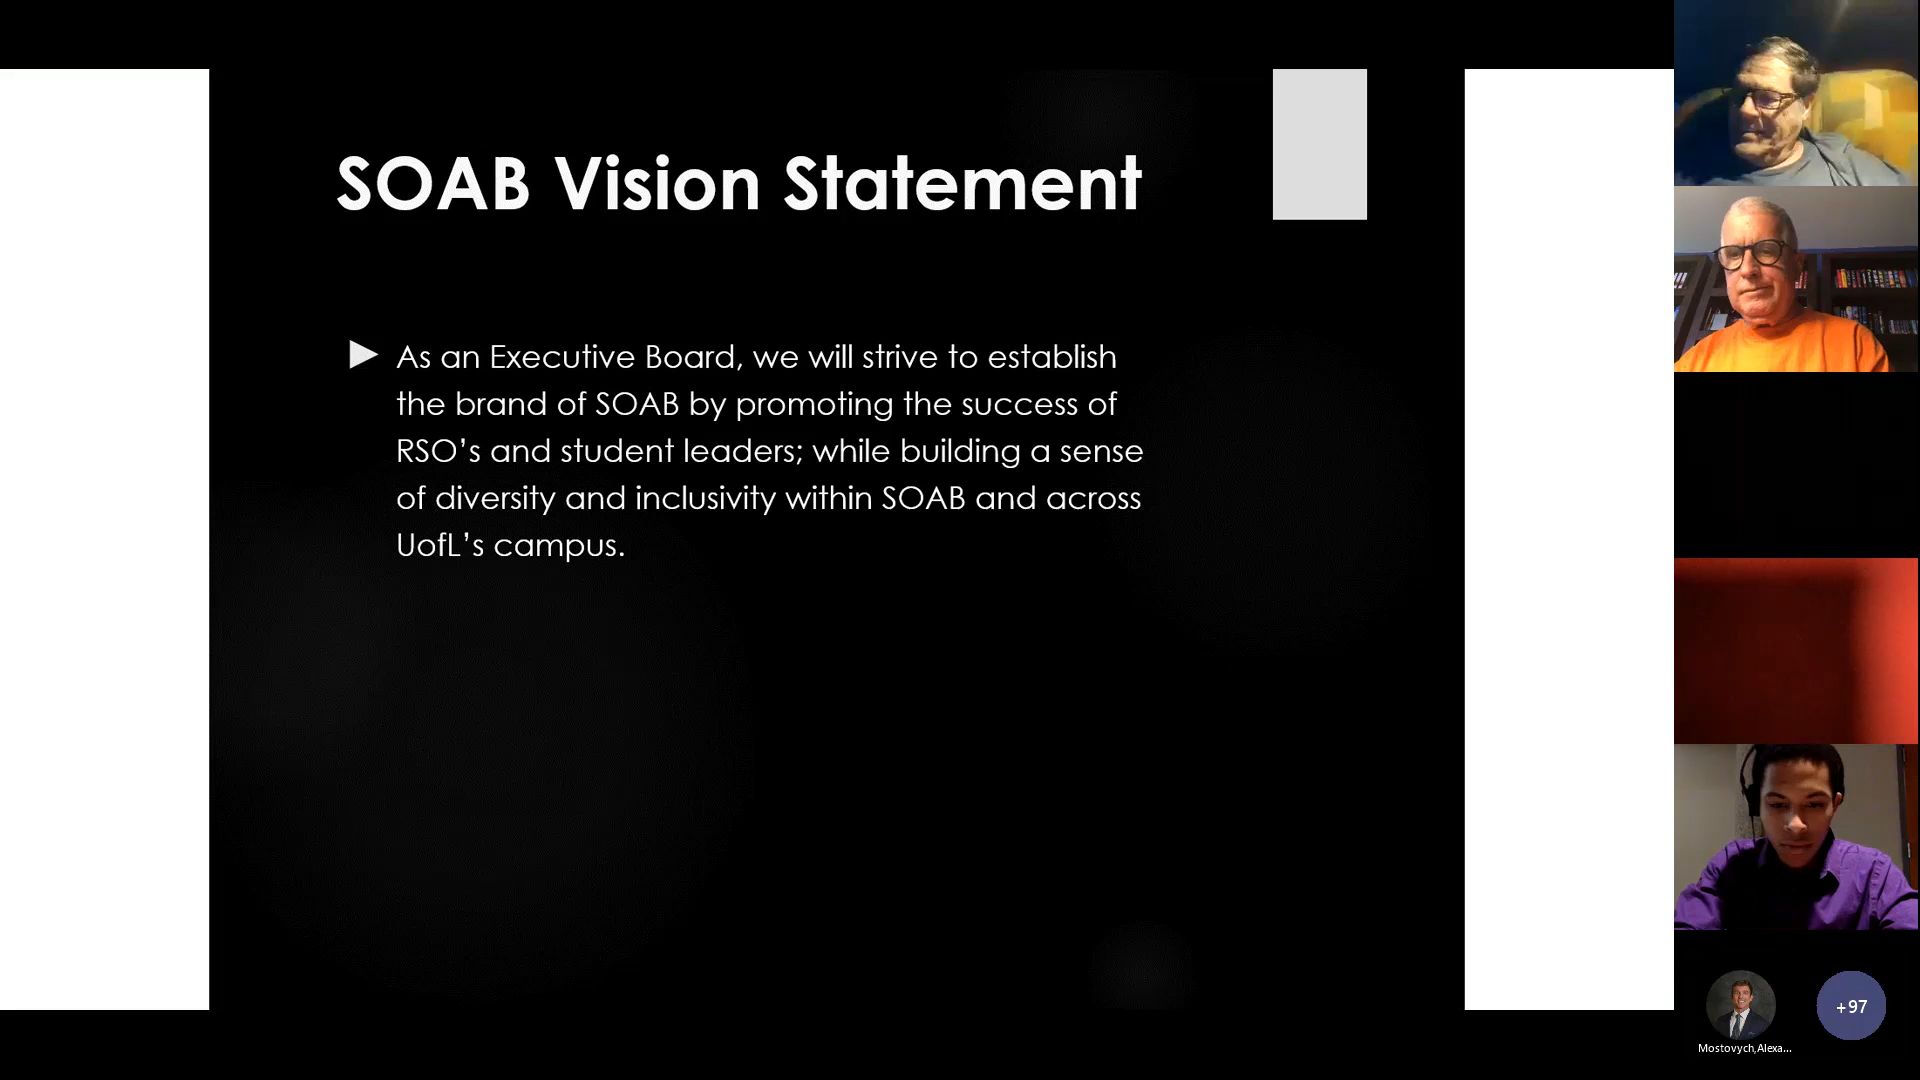 SOAB Vision Statement
► As an Executive Board, we will strive to establish
the brand of SOAB by promoting the success of
RSO’s and student leaders; while building a sense
of diversity and inclusivity within SOAB and across
UofL’s campus.
+97
Mostovych,Alexa...